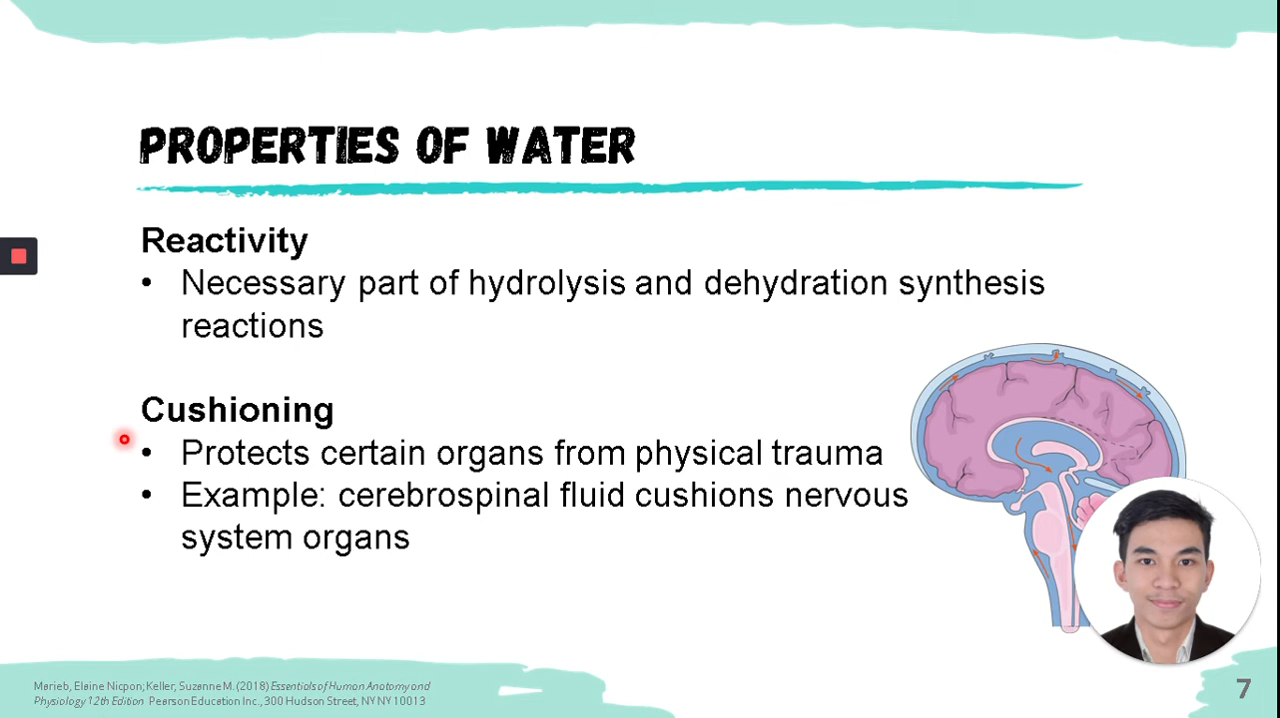 PROPERTIES OF WATER
Reactivity
• Necessary part of hydrolysis and dehydration synthesis
reactions
Cushioning
• Protects certain organs from physical trauma
• Example: cerebrospinal fluid cushions nervous
system organs
Marieb, Elaine Nicpon; Keller, Suzanne M. (2018) Essentials of Human Anatomy and
Physiology 12th Edition Pearson Education Inc., 300 Hudson Street, NY NY 10013
7